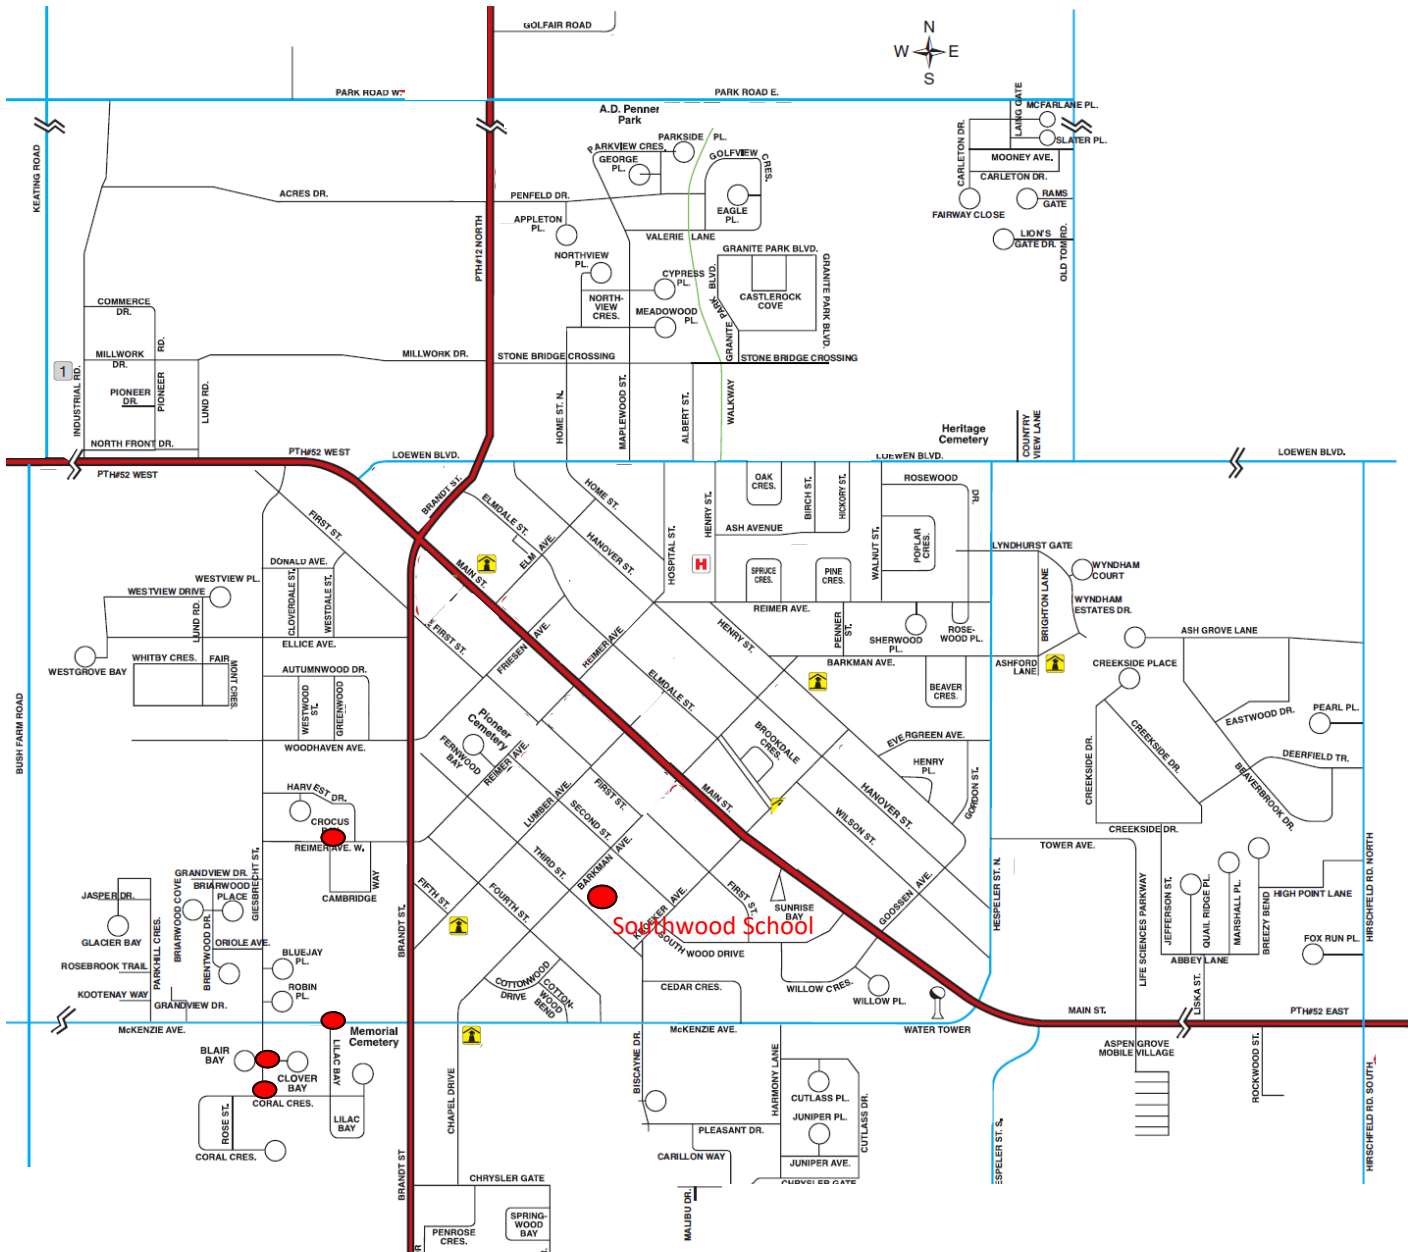 GOLFAIR ROAD
N
W E
S
PARK ROAD W.
PARK ROAD E.
A.D. Penner
Park
LAING GATE
MCFARLANE PL.
SLATER PL.
CARLETON DR.
MOONEY AVE.
CARLETON DR.
KEATING ROAD
PARKSIDE PL.
PARKVIEW CRES.
GEORGE
PL.
GOLFVIEW
CRES.
EAGLE
PL.
ACRES DR.
PENFELD DR.
APPLETON
PL.
VALERIE LANE
FAIRWAY CLOSE
RAMS
GATE
LION'S
GATE DR.
OLD TOM RD.
PTH#12 NORTH
NORTHVIEW
PL.
NORTH-
VIEW
CRES.
CYPRESS
PL.
MEADOWOOD
PL.
GRANITE PARK BLVD.
GRANITE PARK BLVD.
GRANITE PARK BLVD.
CASTLEROCK
COVE
COMMERCE
DR.
MILLWORK
DR.
PIONEER
DR.
PIONEER RD.
LUND RD.
INDUSTRIAL RD.
1
NORTH FRONT DR.
MILLWORK DR.
STONE BRIDGE CROSSING
STONE BRIDGE CROSSING
HOME ST. N.
MAPLEWOOD ST.
ALBERT ST.
WALKWAY
Heritage
Cemetery
COUNTRY
VIEW LANE
PTH#52 WEST
PTH#52 WEST
LOEWEN BLVD.
LOEWEN BLVD.
LOEWEN BLVD.
BRANDT ST.
ELMDALE ST.
ELM AVE.
HOME ST.
HANOVER ST.
HOSPITAL ST.
HENRY ST.
OAK
CRES.
BIRCH ST.
HICKORY ST.
ASH AVENUE
ROSEWOOD
DR.
WALNUT ST.
POPLAR
CRES.
SPRUCE
CRES.
PINE
CRES.
H
LYNDHURST GATE
WYNDHAM
COURT
WYNDHAM
ESTATES DR.
BRIGHTON LANE
FIRST ST.
DONALD AVE.
CLOVERDALE ST.
WESTDALE ST.
WESTVIEW PL.
WESTVIEW DRIVE
LUND RD.
ELLICE AVE.
WESTGROVE BAY
WHITBY CRES.
FAIR
MONT CRES.
AUTUMNWOOD DR.
WESTWOOD
ST.
GREENWOOD
WOODHAVEN AVE.
MAIN ST.
FIRST ST.
FRIESEN AVE.
REIMER AVE.
ELMDALE ST.
REIMER AVE.
HENRY ST.
PENNER
ST.
SHERWOOD
PL.
ROSE-
WOOD PL.
BARKMAN AVE.
BEAVER
CRES.
ASHFORD
LANE
ASH GROVE LANE
CREEKSIDE PLACE
CREEKSIDE DR.
CREEKSIDE DR.
CREEKSIDE DR.
EASTWOOD DR.
PEARL PL.
DEERFIELD TR.
BEAVERBROOK DR.
BUSH FARM ROAD
Pioneer
Cemetery
FERNWOOD
BAY
REIMER AVE.
LUMBER AVE.
FIRST ST.
SECOND ST.
THIRD ST.
BARKMAN AVE.
BROOKDALE
CRES.
MAIN ST.
EVERGREEN AVE.
HENRY
PL.
HANOVER ST.
GORDON ST.
WILSON ST.
HARVEST DR.
CROCUS
REIMER AVE. W.
CAMBRIDGE
WAY
GIESBRECHT ST.
TOWER AVE.
FIFTH ST.
FOURTH ST.
KROEKER AVE.
FIRST ST.
SUNRISE
BAY
GOOSSEN AVE.
HESPELER ST. N.
Southwood School
SOUTH
WOOD DRIVE
GRANDVIEW DR.
BRIARWOOD
PLACE
BRIARWOOD COVE
BRENTWOOD DR.
ORIOLE AVE.
JASPER DR.
GLACIER BAY
ROSEBROOK TRAIL
KOOTENAY WAY
PARKHILL CRES.
GRANDVIEW DR.
BLUEJAY
PL.
ROBIN
PL.
BRANDT ST.
COTTONWOOD
DRIVE
COTTON-
WOOD
BEND
CEDAR CRES.
WILLOW CRES.
WILLOW PL.
WATER TOWER
LIFE SCIENCES PARKWAY
JEFFERSON ST.
QUAIL RIDGE PL.
MARSHALL PL.
BREEZY BEND
HIGH POINT LANE
FOX RUN PL.
HIRSCHFELD RD. NORTH
ABBEY LANE
LISKA ST.
McKENZIE AVE.
McKENZIE AVE.
MAIN ST.
PTH#52 EAST
Memorial
Cemetery
BLAIR
BAY
CLOVER
BAY
LILAC BAY
CORAL CRES.
ROSE ST.
LILAC
BAY
CORAL CRES.
CHAPEL DRIVE
BRANDT ST
BISCAYNE DR.
HARMONY LANE
CUTLASS PL.
JUNIPER PL.
CUTLASS DR.
PLEASANT DR.
CARILLON WAY
JUNIPER AVE.
CHRYSLER GATE
CHRYSLER GATE
MALIBU DR.
PENROSE
CRES.
SPRING-
WOOD
BAY
ESPELER ST. S.
ASPEN GROVE
MOBILE VILLAGE
ROCKWOOD ST.
HIRSCHFELD RD. SOUTH